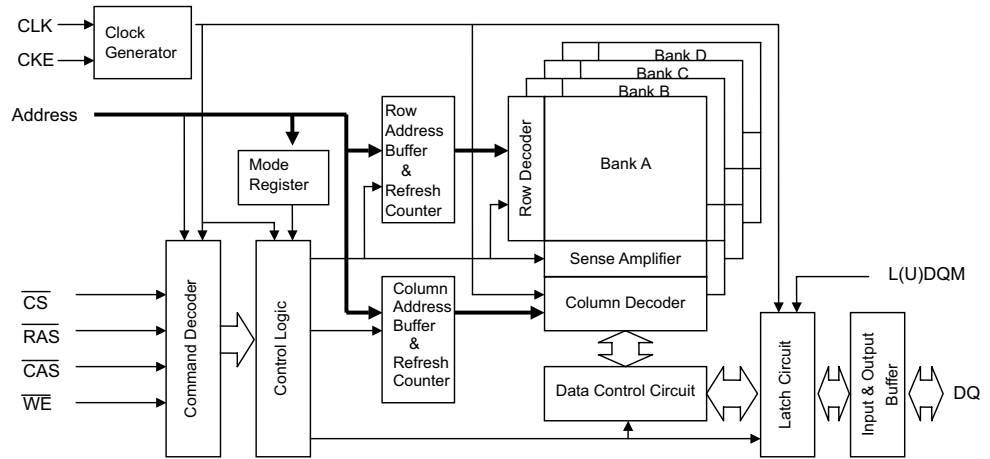 CLK
CKE
Clock
Generator
Bank D
Bank C
Bank B
Address
Row
Address
Buffer
&
Refresh
Counter
Row Decoder
Bank A
Mode
Register
Sense Amplifier
Column Decoder
L(U)DQM
CS
RAS
CAS
WE
Command Decoder
Control Logic
Column
Address
Buffer
&
Refresh
Counter
Data Control Circuit
Latch Circuit
Input & Output
Buffer
DQ